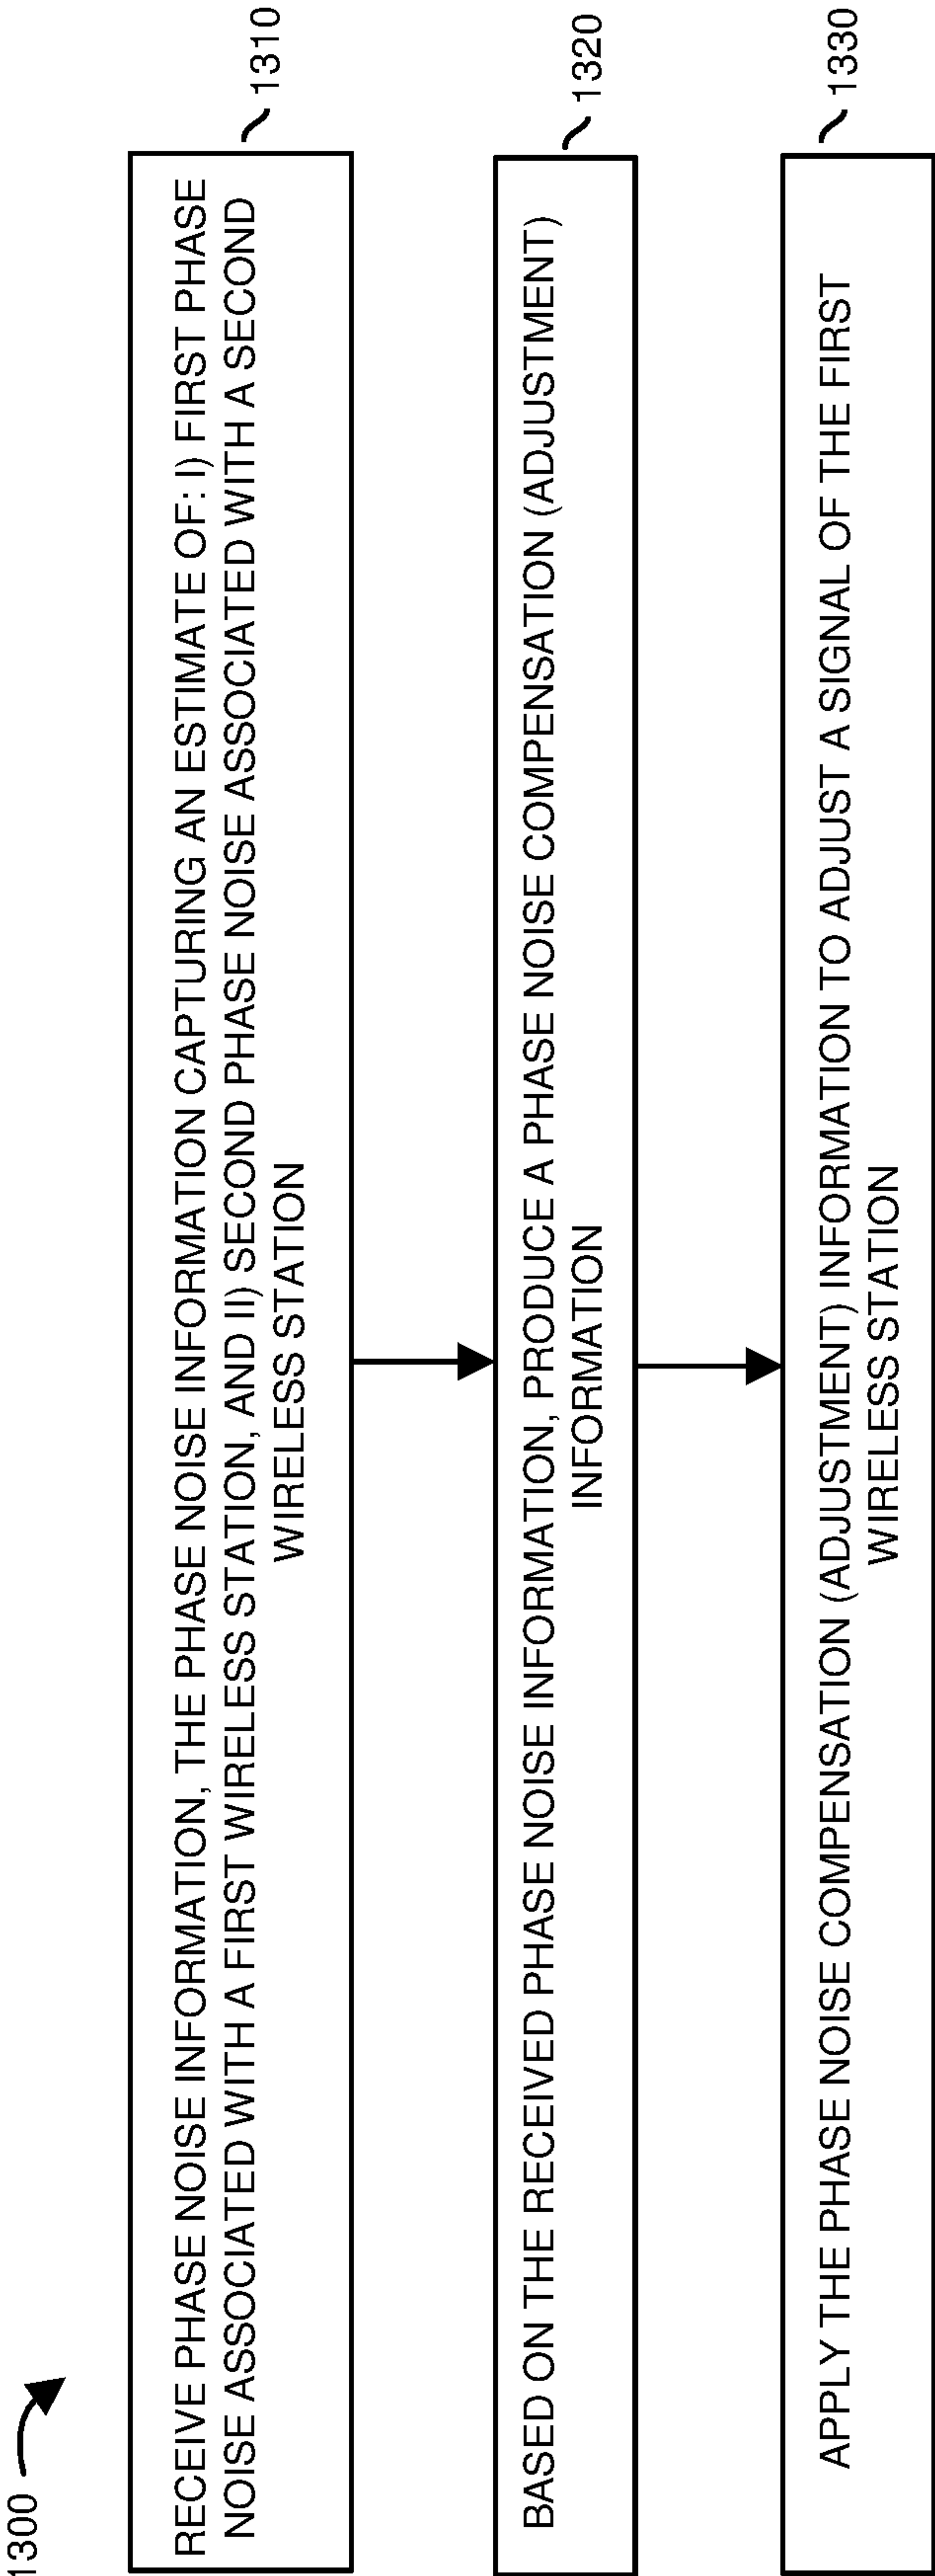 1300
RECEIVE PHASE NOISE INFORMATION, THE PHASE NOISE INFORMATION CAPTURING AN ESTIMATE OF: I) FIRST PHASE
NOISE ASSOCIATED WITH A FIRST WIRELESS STATION, AND II) SECOND PHASE NOISE ASSOCIATED WITH A SECOND
WIRELESS STATION
1310
BASED ON THE RECEIVED PHASE NOISE INFORMATION, PRODUCE A PHASE NOISE COMPENSATION (ADJUSTMENT)
INFORMATION
1320
APPLY THE PHASE NOISE COMPENSATION (ADJUSTMENT) INFORMATION TO ADJUST A SIGNAL OF THE FIRST
WIRELESS STATION
1330